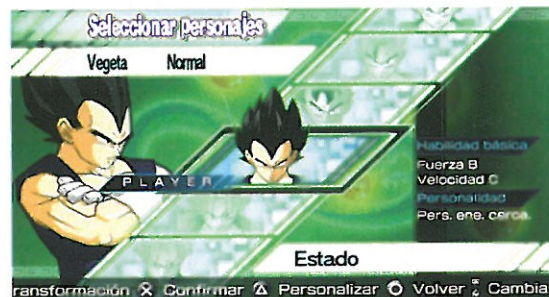 Seleccionar personajes
Vegeta Normal
PLAYER
Habilidad básica
Fuerza B
Velocidad C
Personalidad
Pers. ene. cerca.
Estado
ransformación Confirmar Personalizar Volver Cambia